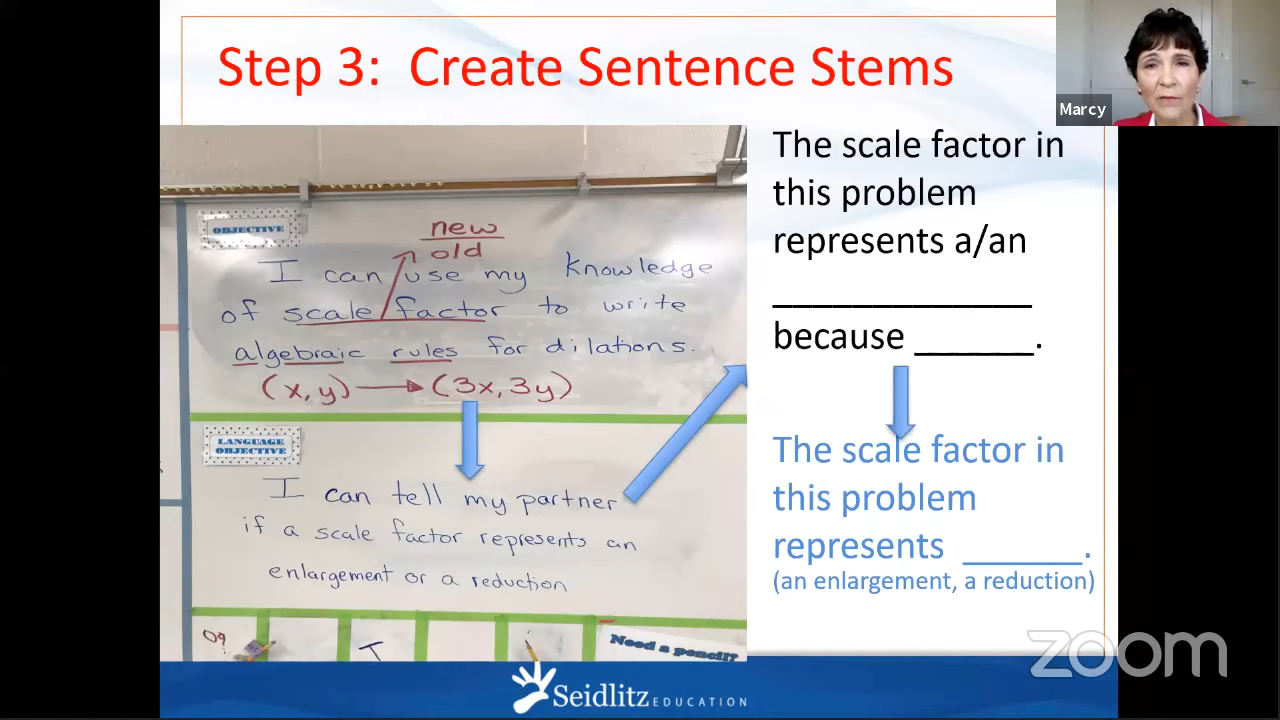 Step 3: Create Sentence Stems
Marcy
OBJECTIVE
new
old
I can use my knowledge
of scale factor to write
algebraic rules for dilations.
(x, y) → (3x, 3y)
LANGUAGE
OBJECTIVE
I can tell my partner
if a scale factor represents an
enlargement or a reduction
09
Need a pencil?
The scale factor in
this problem
represents a/an
_____________
because ______.
The scale factor in
this problem
represents ______.
(an enlargement, a reduction)
Seidlitz EDUCATION
zoom